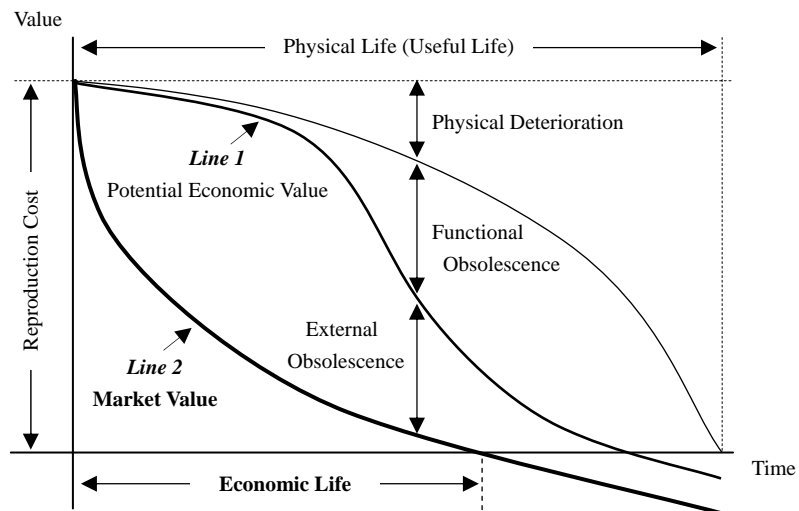 Value
Physical Life (Useful Life)
Physical Deterioration
Line 1
Potential Economic Value
Reproduction Cost
Functional
Obsolescence
External
Obsolescence
Line 2
Market Value
Time
Economic Life